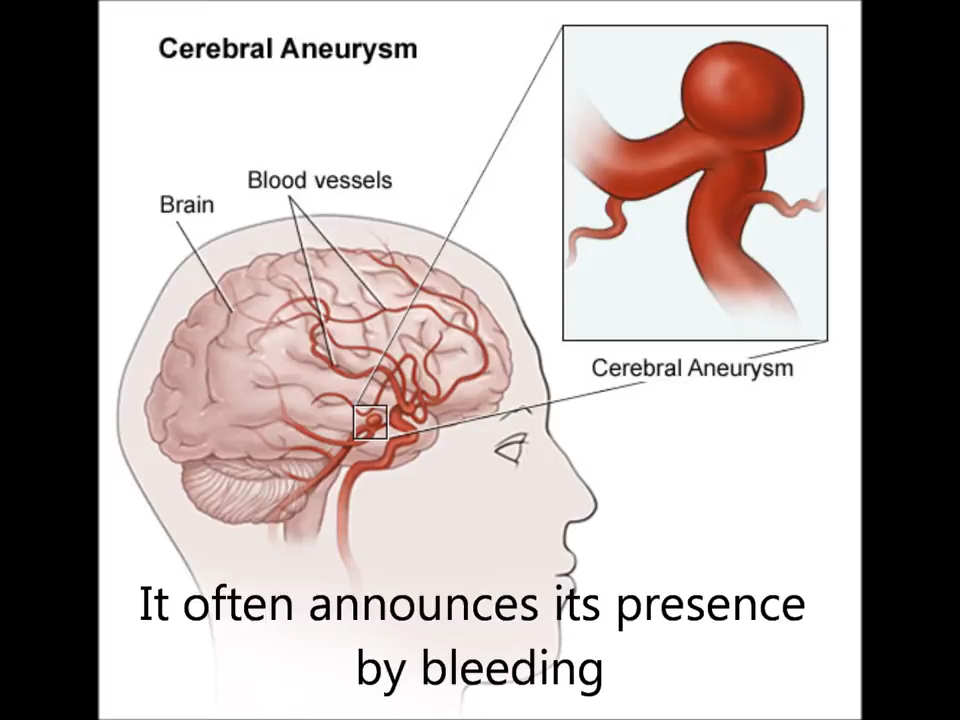 Cerebral Aneurysm
Blood vessels
Brain
Cerebral Aneurysm
It often announces its presence
by bleeding